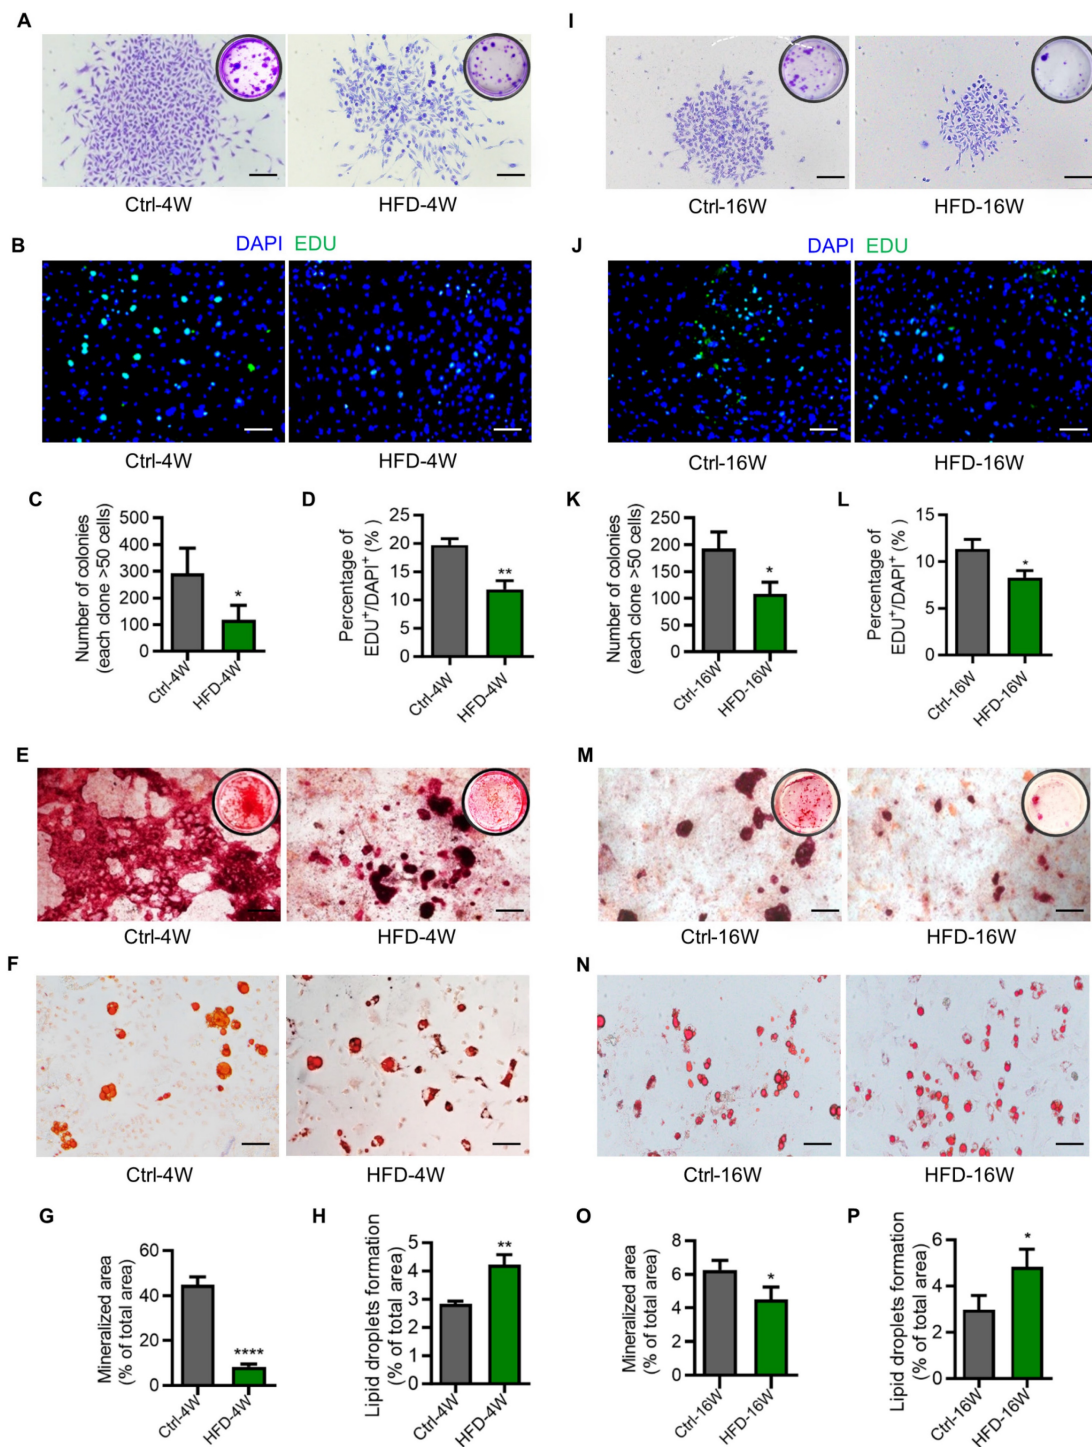 A
I
Ctrl-4W
HFD-4W
Ctrl-16W
HFD-16W
B
DAPI EDU
J
DAPI EDU
Ctrl-4W
HFD-4W
Ctrl-16W
HFD-16W
C
Number of colonies
(each clone >50 cells)
500
400
300
200
100
0
*
Ctrl-4W
HFD-4W
D
Percentage of
EDU⁺/DAPI⁺ (% )
25
20
15
10
5
0
**
Ctrl-4W
HFD-4W
K
Number of colonies
(each clone >50 cells)
250
200
150
100
50
0
*
Ctrl-16W
HFD-16W
L
Percentage of
EDU⁺/DAPI⁺ (% )
15
10
5
0
*
Ctrl-16W
HFD-16W
E
M
Ctrl-4W
HFD-4W
Ctrl-16W
HFD-16W
F
N
Ctrl-4W
HFD-4W
Ctrl-16W
HFD-16W
G
Mineralized area
(% of total area)
60
40
20
0
****
Ctrl-4W
HFD-4W
H
Lipid droplets formation
(% of total area)
5
4
3
2
1
0
**
Ctrl-4W
HFD-4W
O
Mineralized area
(% of total area)
8
6
4
2
0
*
Ctrl-16W
HFD-16W
P
Lipid droplets formation
(% of total area)
6
4
2
0
*
Ctrl-16W
HFD-16W